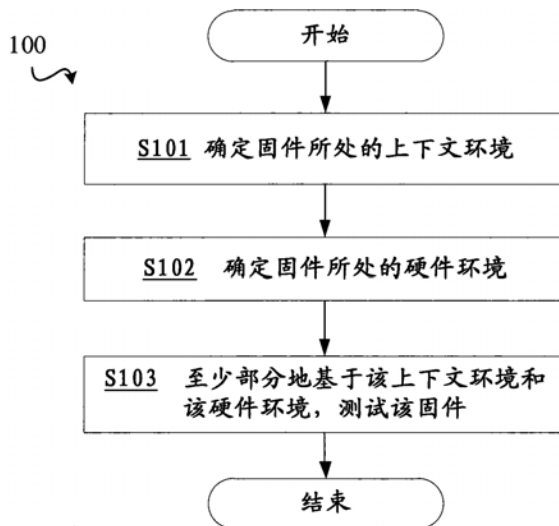 100
开始
S101 确定固件所处的上下文环境
S102 确定固件所处的硬件环境
S103 至少部分地基于该上下文环境和
该硬件环境，测试该固件
结束